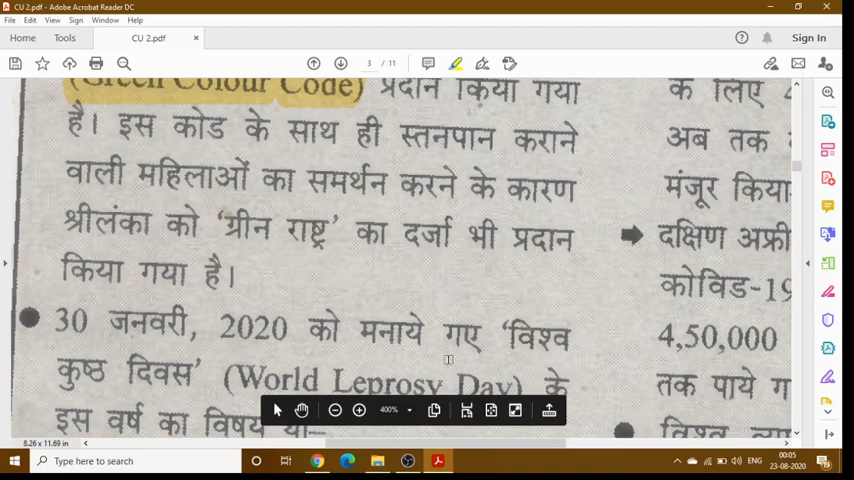 CU 2.pdf - Adobe Acrobat Reader DC
File Edit View Sign Window Help
Home Tools CU 2.pdf × Sign In
3 / 11
(Green Colour Code) प्रदान किया गया
है। इस कोड के साथ ही स्तनपान कराने
वाली महिलाओं का समर्थन करने के कारण
श्रीलंका को ‘ग्रीन राष्ट्र’ का दर्जा भी प्रदान
किया गया है।
30 जनवरी, 2020 को मनाये गए ‘विश्व
कुष्ठ दिवस’ (World Leprosy Day) के
इस वर्ष का विषय था–
के लिए
अब तक
मंजूर किया
दक्षिण अफ्री
कोविड-19
4,50,000
तक पाये
400%
8.26 x 11.69 in
Type here to search
ENG
00:05
23-08-2020